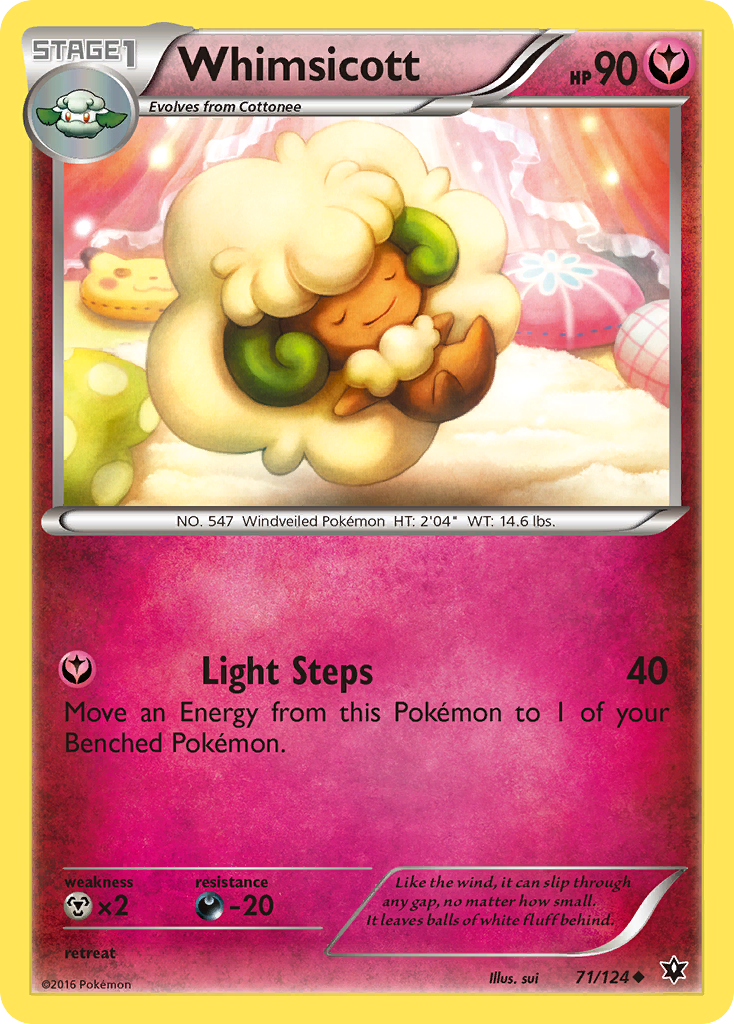 STAGE1
Whimsicott
HP 90
Evolves from Cottonee
NO. 547 Windveiled Pokémon HT: 2'04" WT: 14.6 lbs.
Light Steps 40
Move an Energy from this Pokémon to 1 of your
Benched Pokémon.
weakness resistance
×2 -20
Like the wind, it can slip through
any gap, no matter how small.
It leaves balls of white fluff behind.
retreat
©2016 Pokémon
Illus. sui 71/124